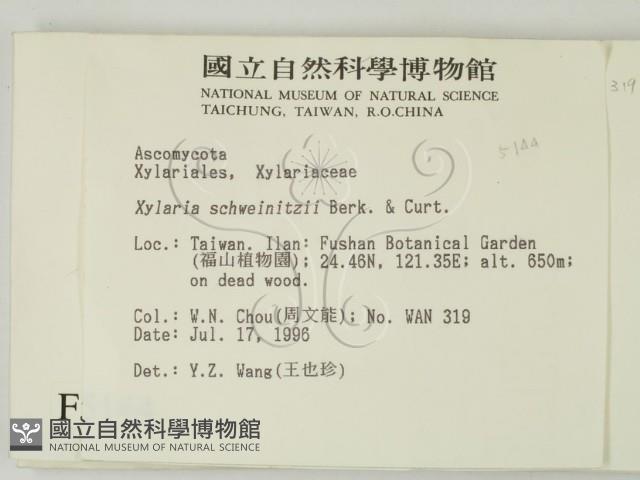 國立自然科學博物館
NATIONAL MUSEUM OF NATURAL SCIENCE
TAICHUNG, TAIWAN, R.O.CHINA
319
5144
Ascomycota
Xylariales, Xylariaceae
Xylaria schweinitzii Berk. & Curt.
Loc.: Taiwan. Ilan: Fushan Botanical Garden
(福山植物園); 24.46N, 121.35E; alt. 650m;
on dead wood.
Col.: W.N. Chou(周文能); No. WAN 319
Date: Jul. 17, 1996
Det.: Y.Z. Wang(王也珍)
F
國立自然科學博物館
NATIONAL MUSEUM OF NATURAL SCIENCE